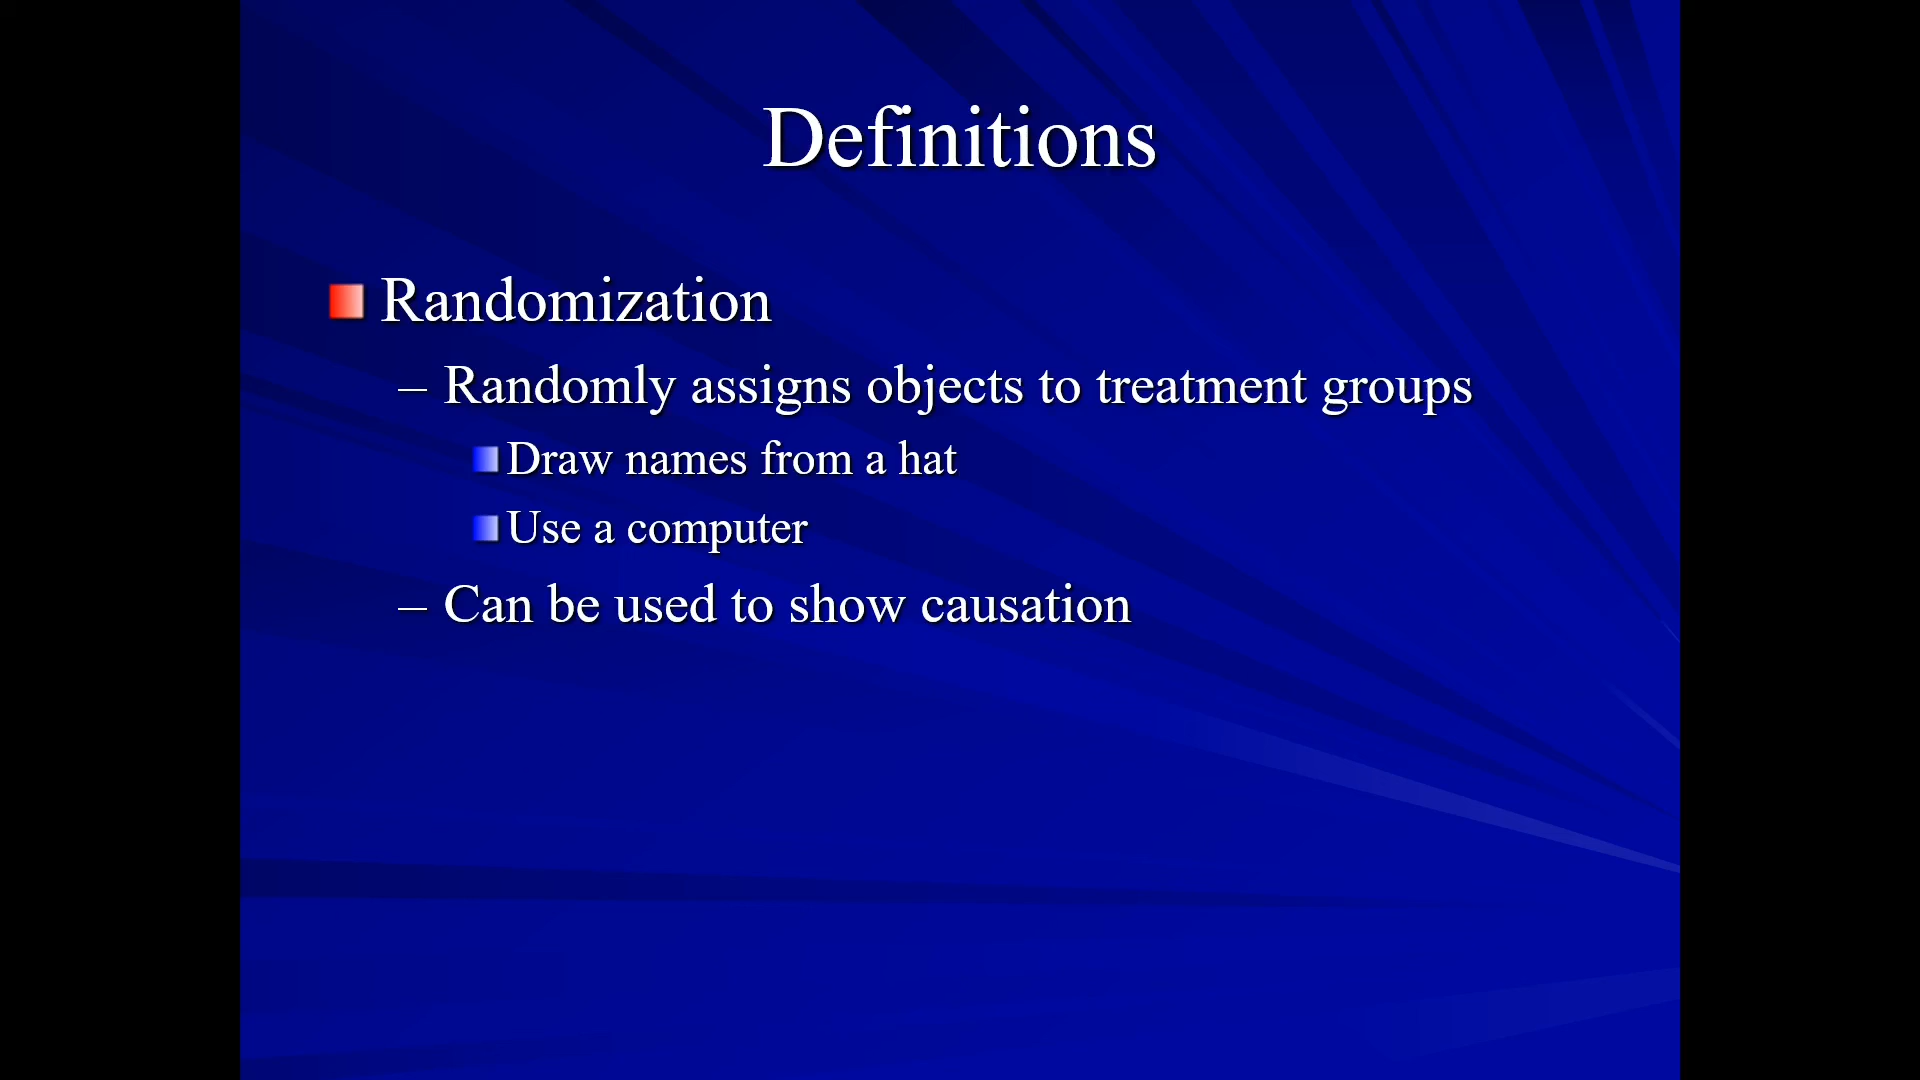 Definitions
Randomization
– Randomly assigns objects to treatment groups
Draw names from a hat
Use a computer
– Can be used to show causation